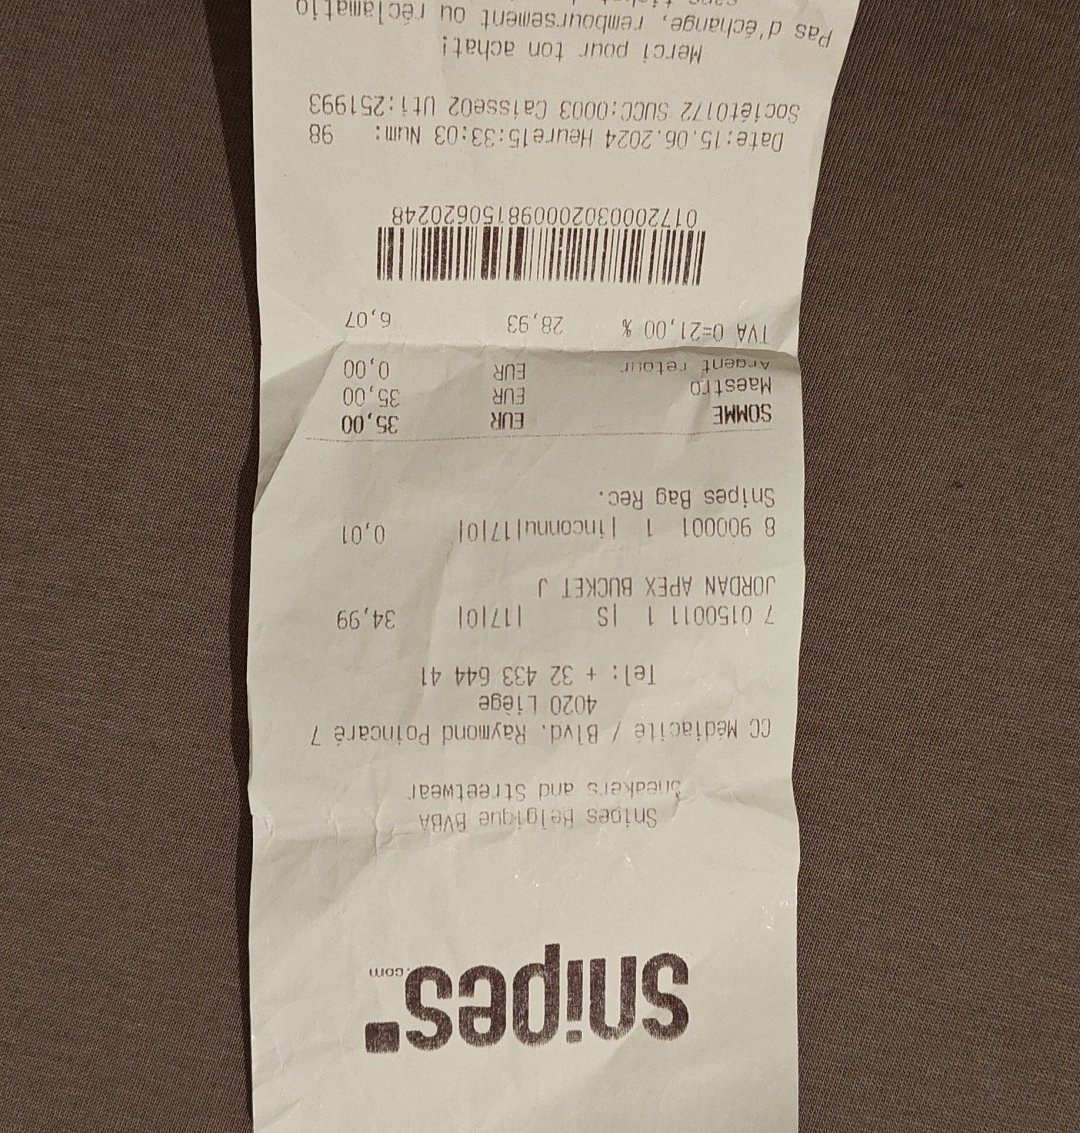 snipes.com
Snipes Belgique BVBA
Sneakers and Streetwear
CC Médiacité / Blvd. Raymond Poincaré 7
4020 Liège
Tel: + 32 433 644 41
7 0150011 1 |S |17|0| 34,99
JORDAN APEX BUCKET J
8 900001 1 |inconnu|17|0| 0,01
Snipes Bag Rec.
SOMME EUR 35,00
Maestro EUR 35,00
Argent retour EUR 0,00
TVA 0=21,00 % 28,93 6,07
01720003020009815062​0248
Date:15.06.2024 Heure15:33:03 Num: 98
Société0172 SUCC:0003 Caisse02 Uti:251993
Merci pour ton achat!
Pas d'échange, remboursement ou réclamatio